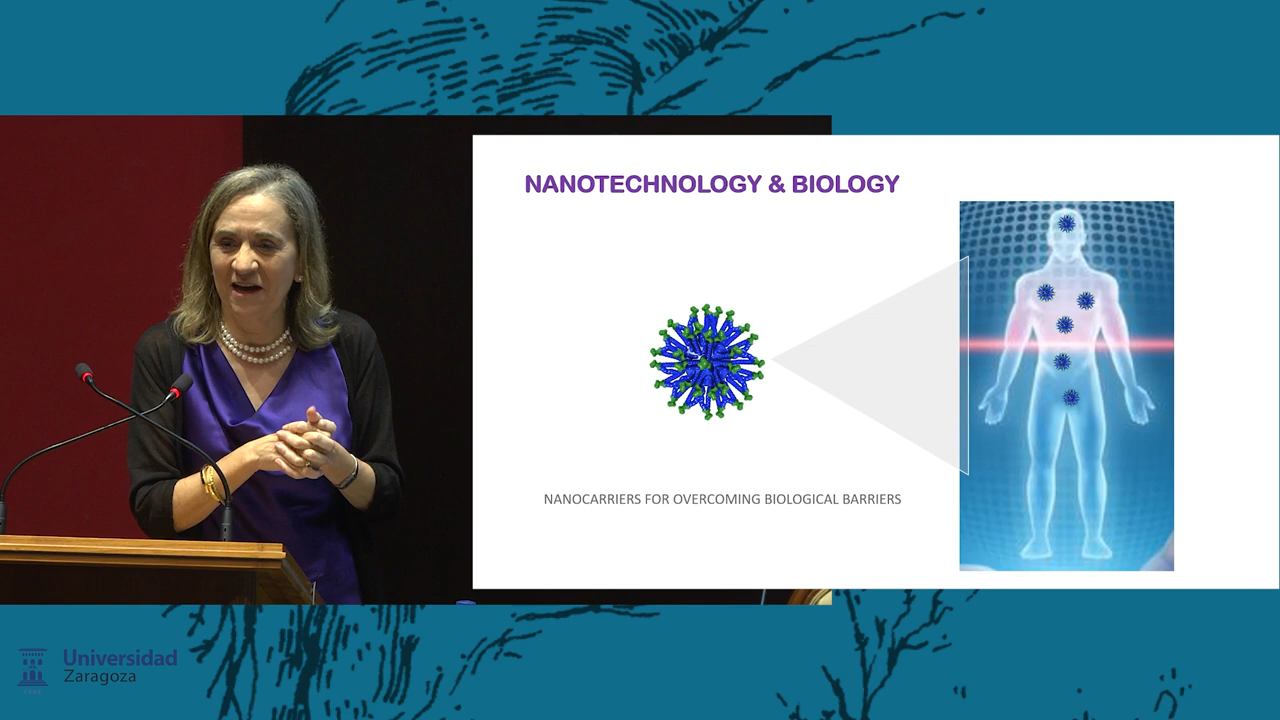 NANOTECHNOLOGY & BIOLOGY
NANOCARRIERS FOR OVERCOMING BIOLOGICAL BARRIERS
Universidad
Zaragoza